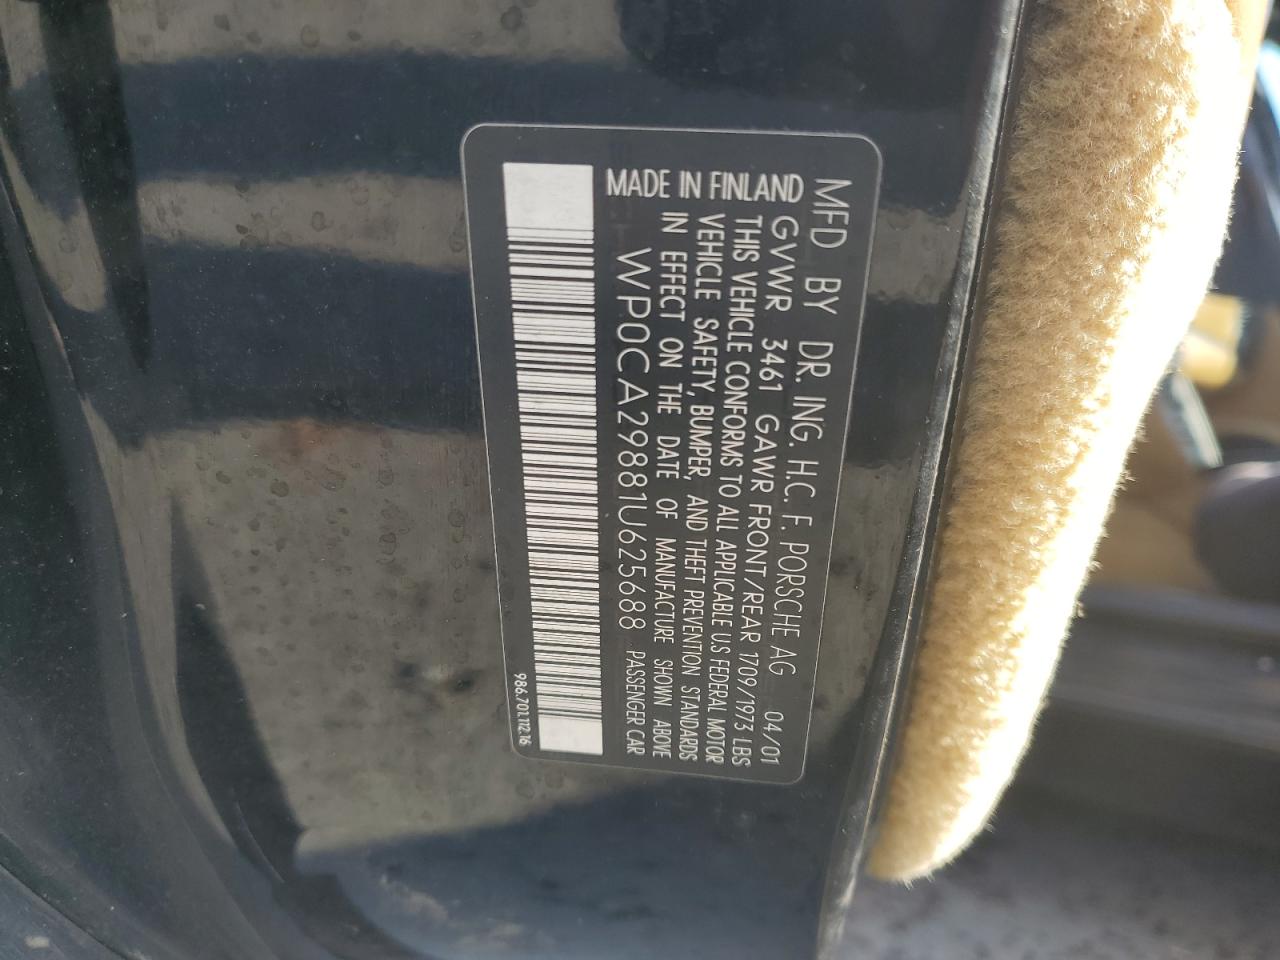 MFD BY DR. ING. H.C. F. PORSCHE AG 04/01
GVWR 3461 GAWR FRONT/REAR 1709/1973 LBS
THIS VEHICLE CONFORMS TO ALL APPLICABLE U.S FEDERAL MOTOR
VEHICLE SAFETY, BUMPER, AND THEFT PREVENTION STANDARDS
IN EFFECT ON THE DATE OF MANUFACTURE SHOWN ABOVE
WP0CA29881U625688 PASSENGER CAR
MADE IN FINLAND
986.701.112.16